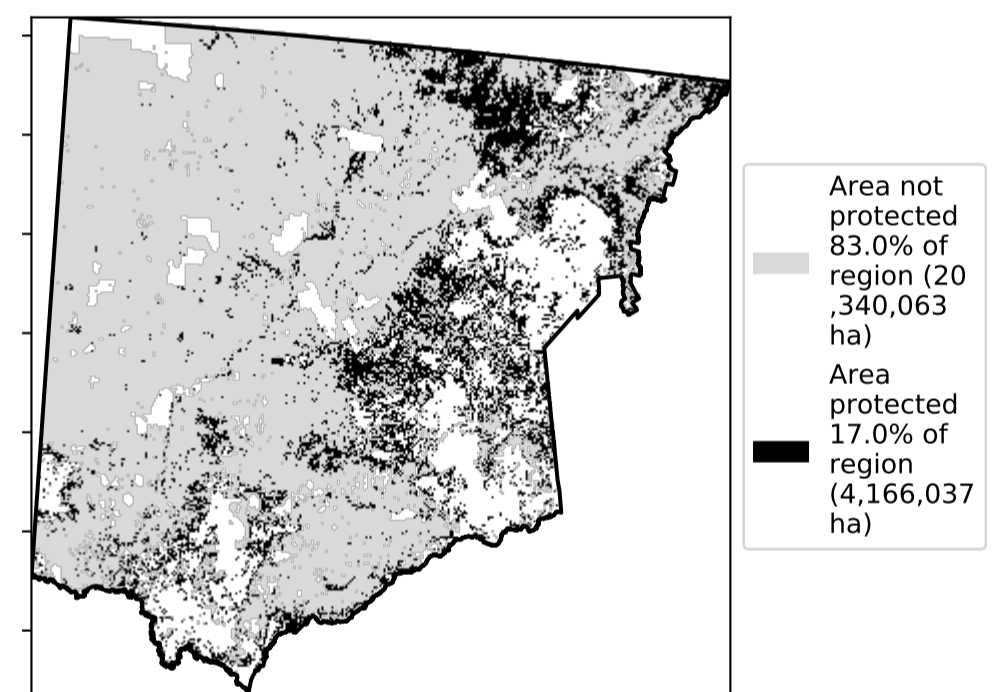 Area not
protected
83.0% of
region (20
,340,063
ha)
Area
protected
17.0% of
region
(4,166,037
ha)